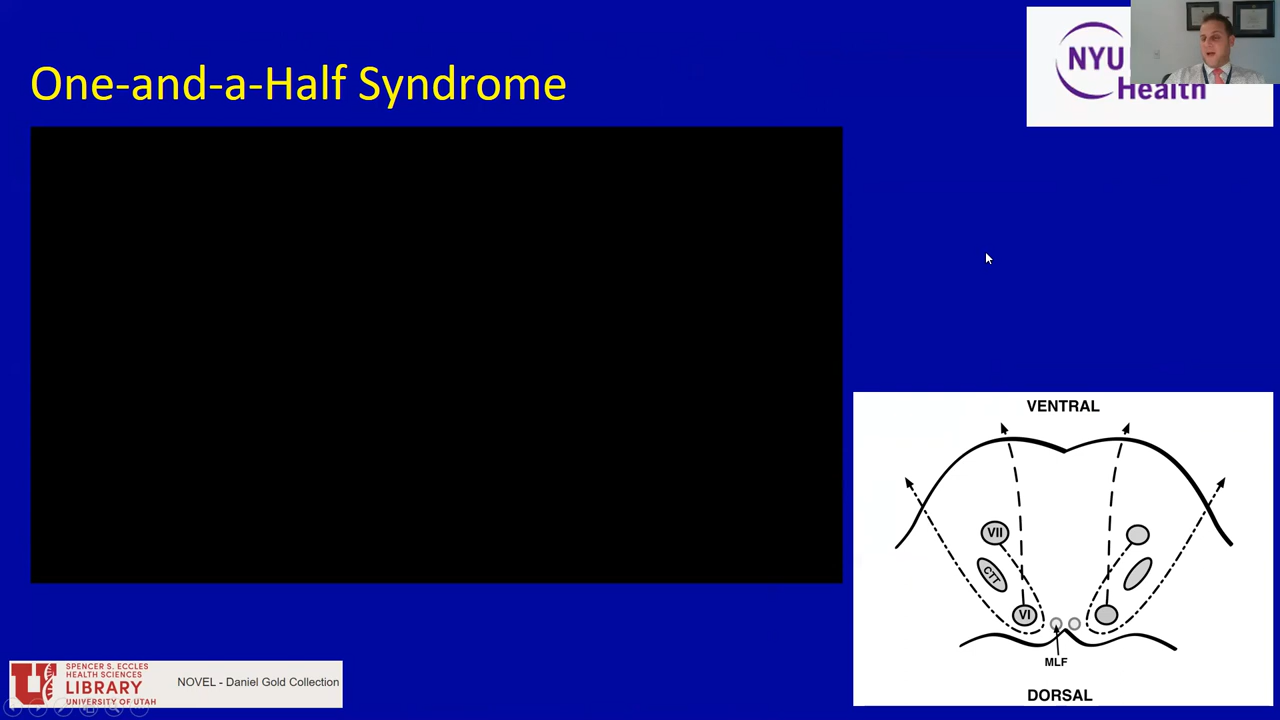 One-and-a-Half Syndrome
NYU
Health
VENTRAL
VII
CTT
VI
MLF
DORSAL
U
SPENCER S. ECCLES
HEALTH SCIENCES
LIBRARY
UNIVERSITY OF UTAH
NOVEL - Daniel Gold Collection